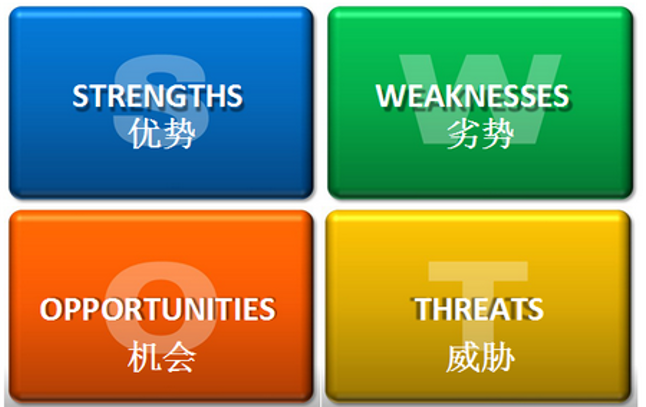 S
STRENGTHS
优势
W
WEAKNESSES
劣势
O
OPPORTUNITIES
机会
T
THREATS
威胁